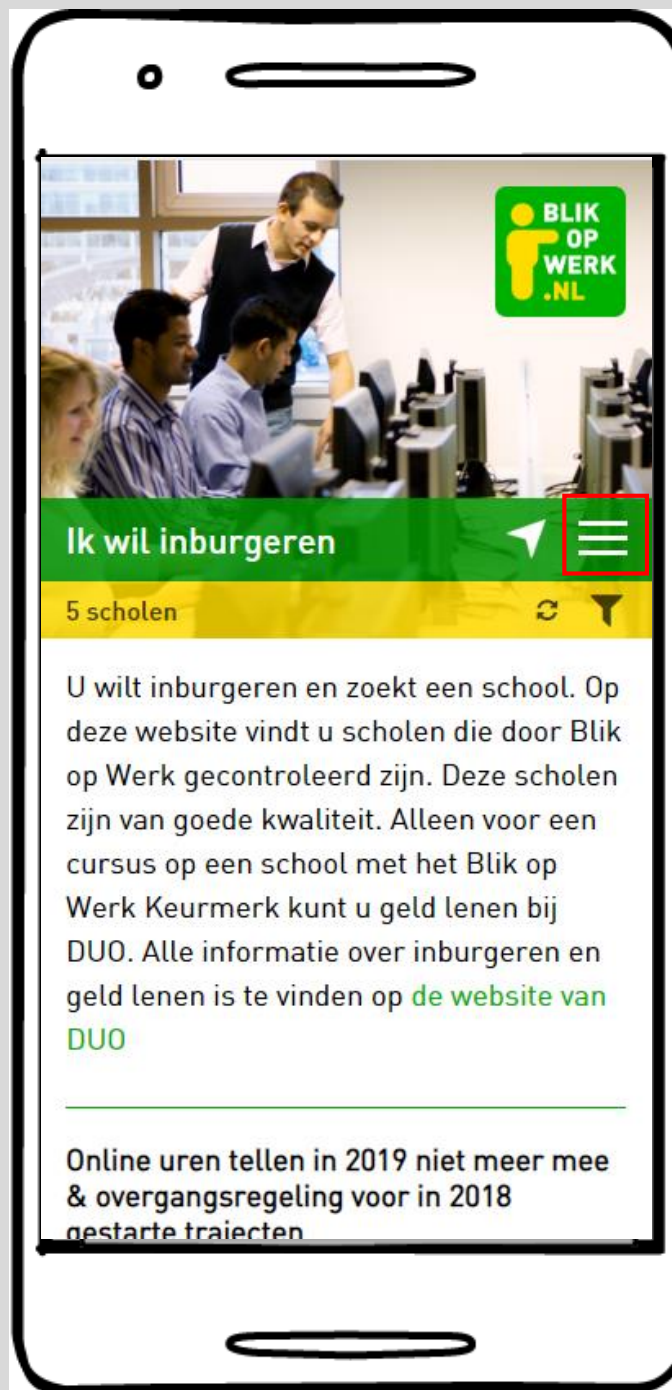 BLIK
OP
WERK
.NL
Ik wil inburgeren
5 scholen
U wilt inburgeren en zoekt een school. Op
deze website vindt u scholen die door Blik
op Werk gecontroleerd zijn. Deze scholen
zijn van goede kwaliteit. Alleen voor een
cursus op een school met het Blik op
Werk Keurmerk kunt u geld lenen bij
DUO. Alle informatie over inburgeren en
geld lenen is te vinden op de website van
DUO
Online uren tellen in 2019 niet meer mee
& overgangsregeling voor in 2018
gestarte trajecten